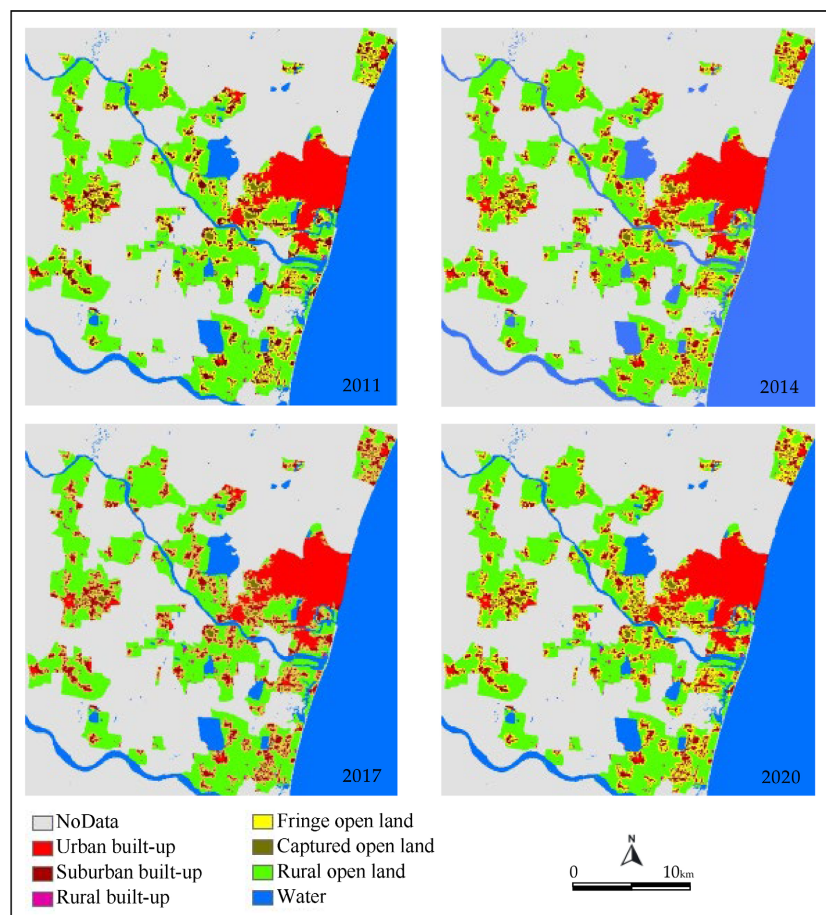 2011
2014
2017
2020
NoData
Urban built-up
Suburban built-up
Rural built-up
Fringe open land
Captured open land
Rural open land
Water
N
0 10km